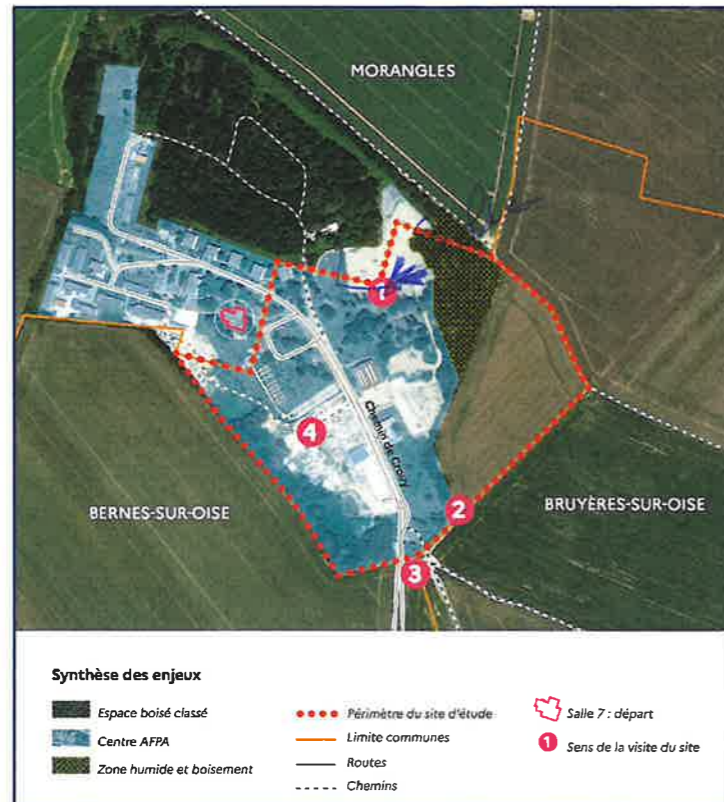 MORANGLES
1
Chemin de Crouy
4
BERNES-SUR-OISE
2
BRUYÈRES-SUR-OISE
3
Synthèse des enjeux
Espace boisé classé
Centre AFPA
Zone humide et boisement
Périmètre du site d'étude
Limite communes
Routes
Chemins
Salle 7 : départ
1 Sens de la visite du site